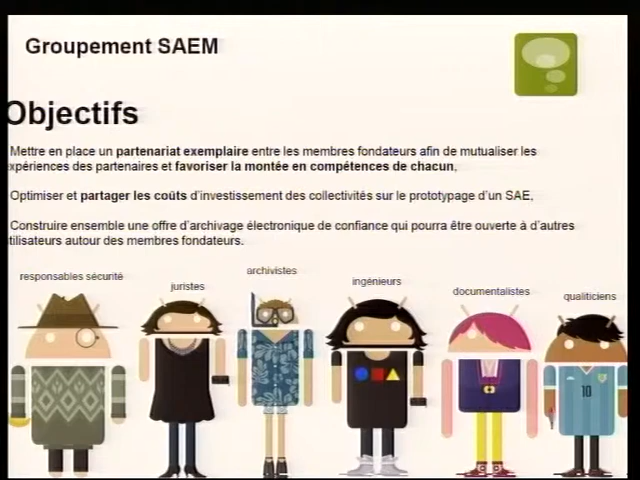 Groupement SAEM
Objectifs
Mettre en place un partenariat exemplaire entre les membres fondateurs afin de mutualiser les
xpériences des partenaires et favoriser la montée en compétences de chacun,
Optimiser et partager les coûts d'investissement des collectivités sur le prototypage d'un SAE,
Construire ensemble une offre d'archivage électronique de confiance qui pourra être ouverte à d'autres
tilisateurs autour des membres fondateurs.
archivistes
responsables sécurité
juristes
ingénieurs
documentalistes
qualiticiens
10